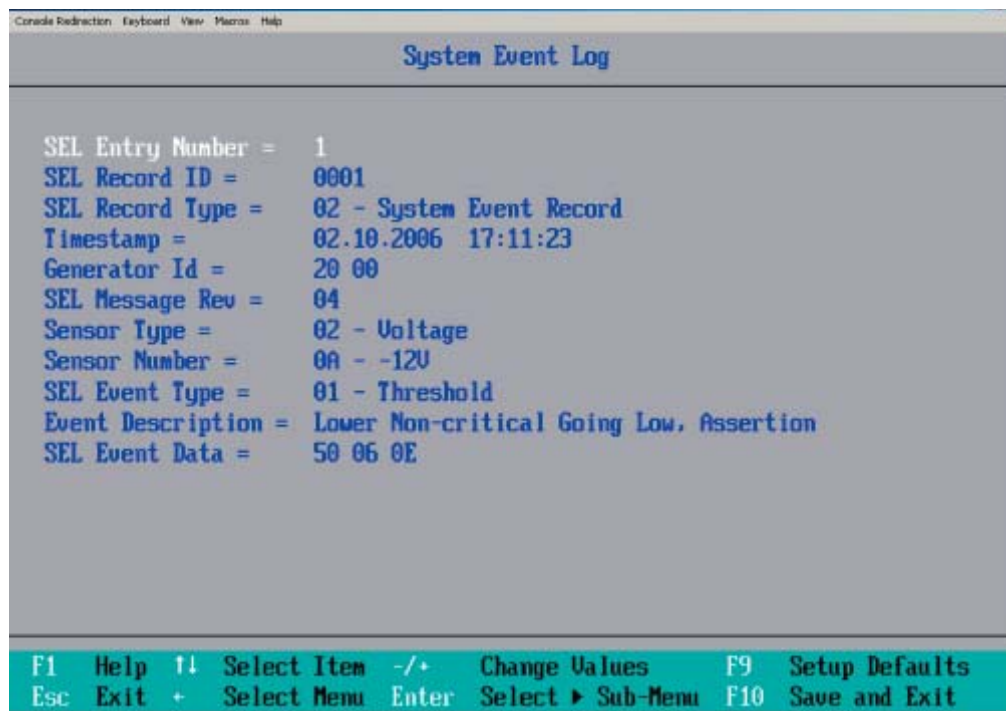 Console Redirection Keyboard View Macros Help
System Event Log
SEL Entry Number = 1
SEL Record ID = 0001
SEL Record Type = 02 - System Event Record
Timestamp = 02.10.2006 17:11:23
Generator Id = 20 00
SEL Message Rev = 04
Sensor Type = 02 - Voltage
Sensor Number = 0A - -12V
SEL Event Type = 01 - Threshold
Event Description = Lower Non-critical Going Low, Assertion
SEL Event Data = 50 06 0E
F1 Help ↑↓ Select Item -/+ Change Values F9 Setup Defaults
Esc Exit ← Select Menu Enter Select ▶ Sub-Menu F10 Save and Exit